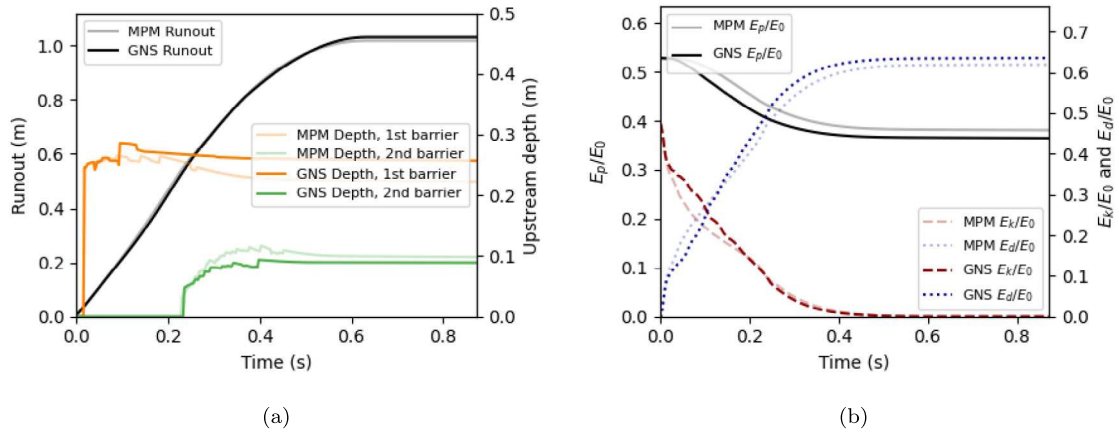 MPM Runout
GNS Runout
MPM Depth, 1st barrier
MPM Depth, 2nd barrier
GNS Depth, 1st barrier
GNS Depth, 2nd barrier
1.0
0.8
0.6
0.4
0.2
0.0
Runout (m)
0.5
0.4
0.3
0.2
0.1
0.0
Upstream depth (m)
0.0 0.2 0.4 0.6 0.8
Time (s)
(a)
MPM E_p/E_0
GNS E_p/E_0
MPM E_k/E_0
MPM E_d/E_0
GNS E_k/E_0
GNS E_d/E_0
0.6
0.5
0.4
0.3
0.2
0.1
0.0
E_p/E_0
0.7
0.6
0.5
0.4
0.3
0.2
0.1
0.0
E_k/E_0 and E_d/E_0
0.0 0.2 0.4 0.6 0.8
Time (s)
(b)